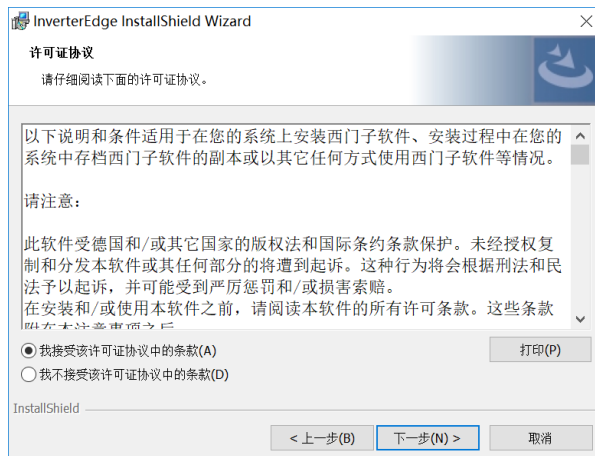 InverterEdge InstallShield Wizard
许可证协议
请仔细阅读下面的许可证协议。
以下说明和条件适用于在您的系统上安装西门子软件、安装过程中在您的
系统中存档西门子软件的副本或以其它任何方式使用西门子软件等情况。
请注意：
此软件受德国和/或其它国家的版权法和国际条约条款保护。未经授权复
制和分发本软件或其任何部分的将遭到起诉。这种行为将会根据刑法和民
法予以起诉，并可能受到严厉惩罚和/或损害索赔。
在安装和/或使用本软件之前，请阅读本软件的所有许可条款。这些条款
附在本注意事项之后
我接受该许可证协议中的条款(A)
打印(P)
我不接受该许可证协议中的条款(D)
InstallShield
< 上一步(B)
下一步(N) >
取消